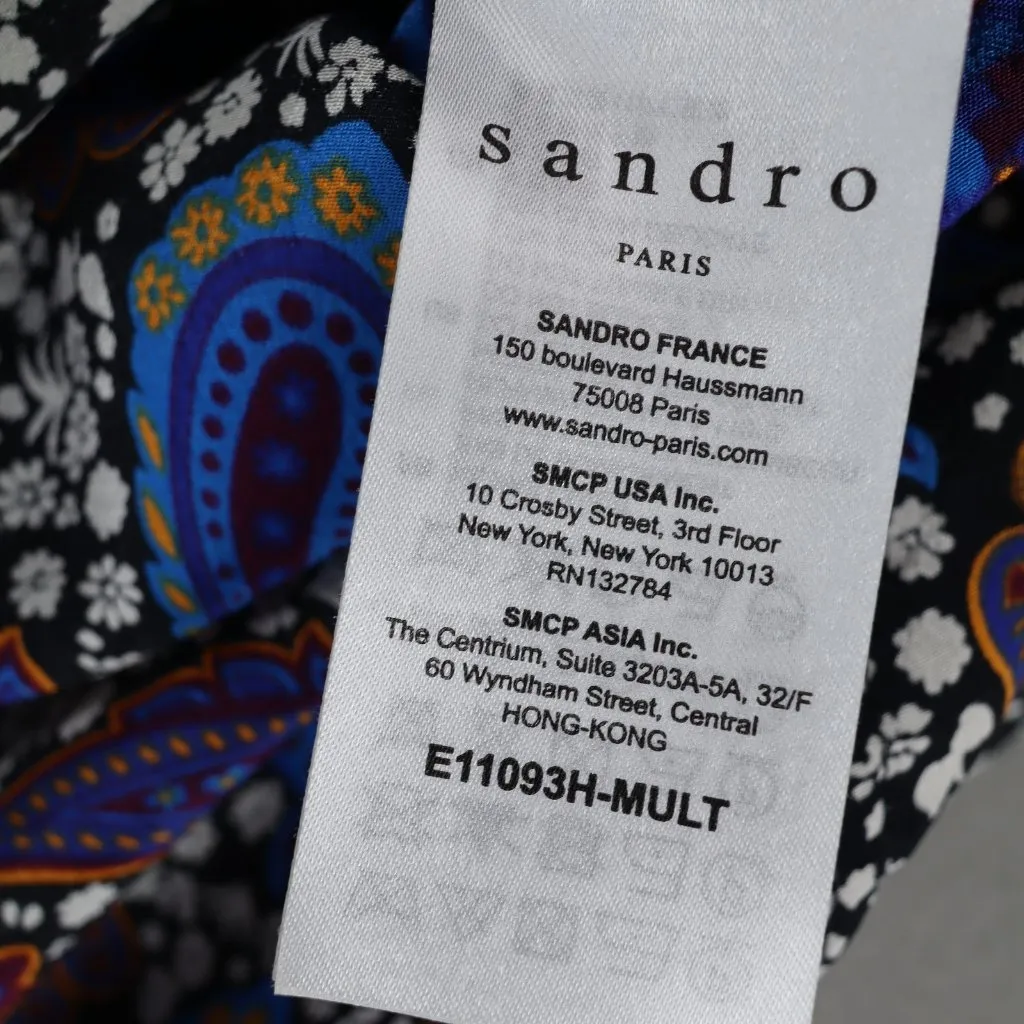 sandro
PARIS
SANDRO FRANCE
150 boulevard Haussmann
75008 Paris
www.sandro-paris.com
SMCP USA Inc.
10 Crosby Street, 3rd Floor
New York, New York 10013
RN132784
SMCP ASIA Inc.
The Centrium, Suite 3203A-5A, 32/F
60 Wyndham Street, Central
HONG-KONG
E11093H-MULT